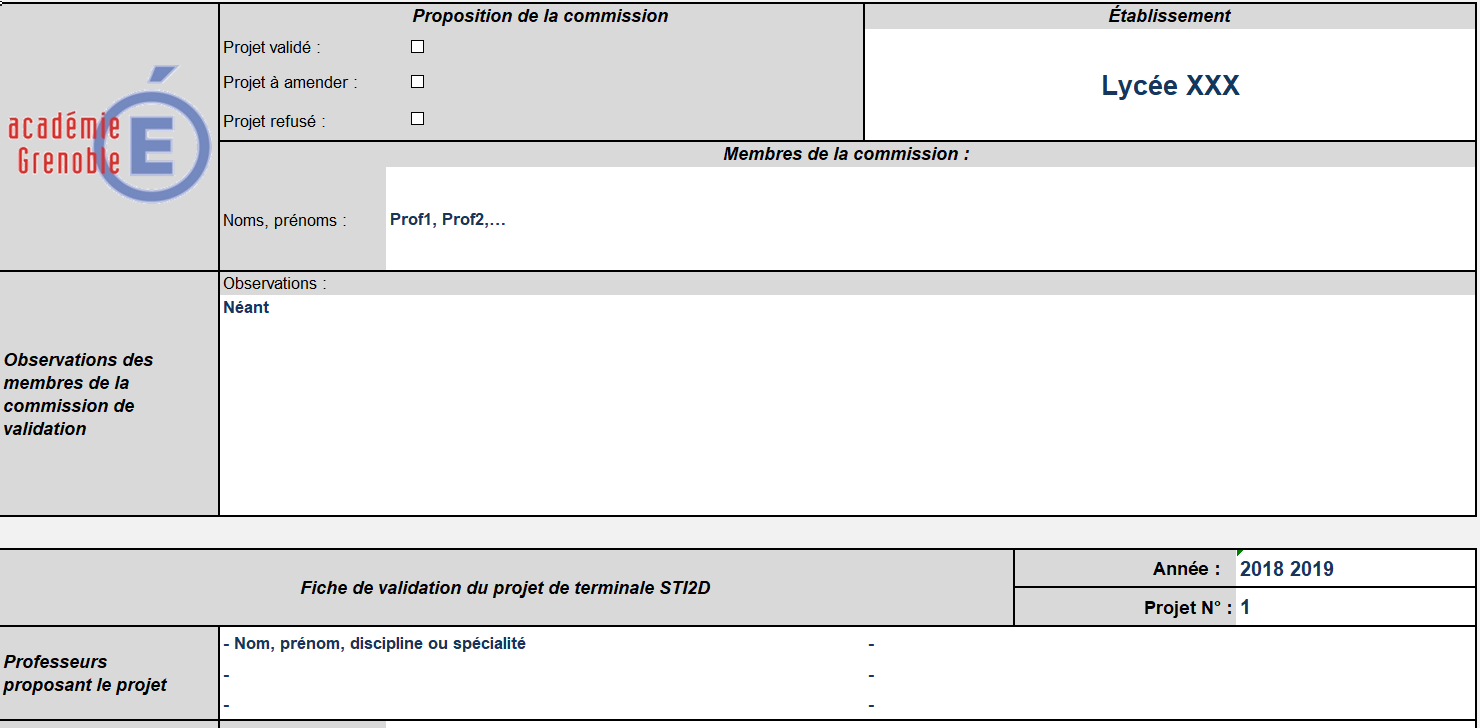 Proposition de la commission
Établissement
Projet validé :
Projet à amender :
Projet refusé :
Lycée XXX
académie
Grenoble
É
Membres de la commission :
Noms, prénoms :
Prof1, Prof2,…
Observations :
Néant
Observations des
membres de la
commission de
validation
Fiche de validation du projet de terminale STI2D
Année :
2018 2019
Projet N° :
1
Professeurs
proposant le projet
- Nom, prénom, discipline ou spécialité
-
-
-
-
-